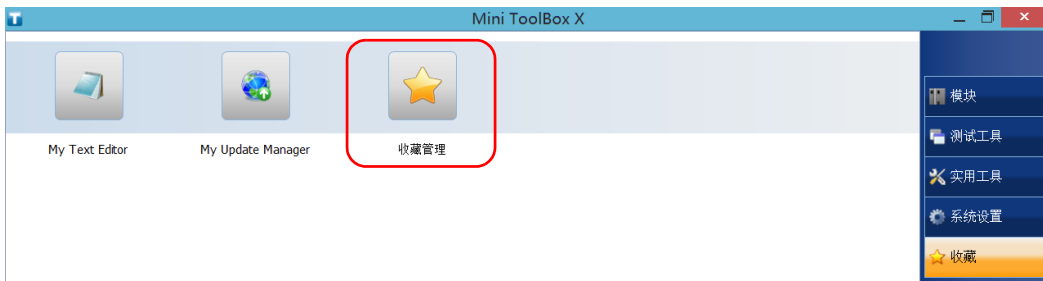 Mini ToolBox X
My Text Editor
My Update Manager
收藏管理
模块
测试工具
实用工具
系统设置
收藏